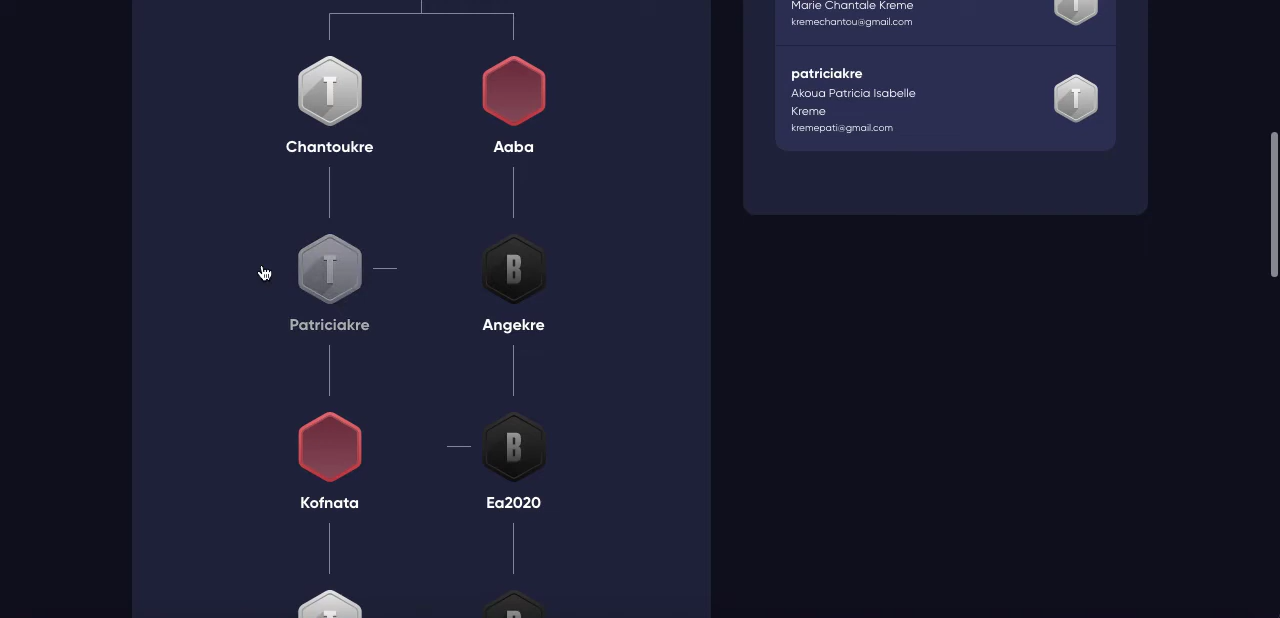 T
Chantoukre
Aaba
T
Patriciakre
B
Angekre
Kofnata
B
Ea2020
T
B
Marie Chantale Kreme
kremechantou@gmail.com
T
patriciakre
Akoua Patricia Isabelle
Kreme
kremepati@gmail.com
T